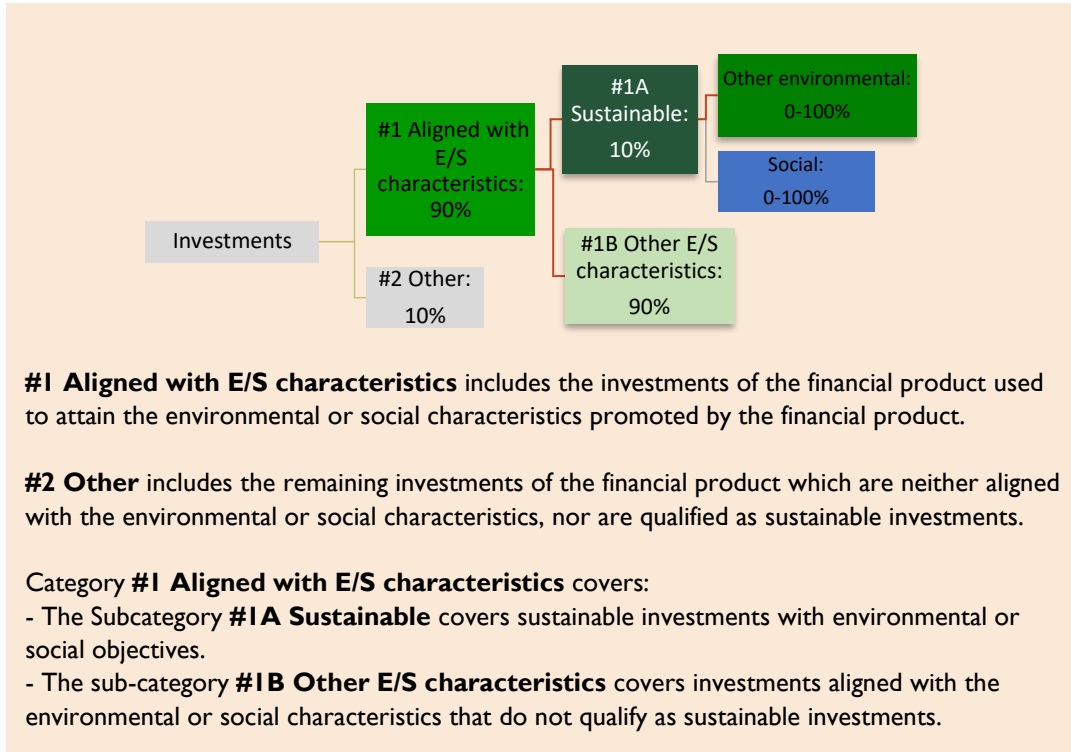 Investments
#1 Aligned with
E/S
characteristics:
90%
#2 Other:
10%
#1A
Sustainable:
10%
#1B Other E/S
characteristics:
90%
Other environmental:
0-100%
Social:
0-100%
#1 Aligned with E/S characteristics includes the investments of the financial product used
to attain the environmental or social characteristics promoted by the financial product.
#2 Other includes the remaining investments of the financial product which are neither aligned
with the environmental or social characteristics, nor are qualified as sustainable investments.
Category #1 Aligned with E/S characteristics covers:
- The Subcategory #1A Sustainable covers sustainable investments with environmental or
social objectives.
- The sub-category #1B Other E/S characteristics covers investments aligned with the
environmental or social characteristics that do not qualify as sustainable investments.